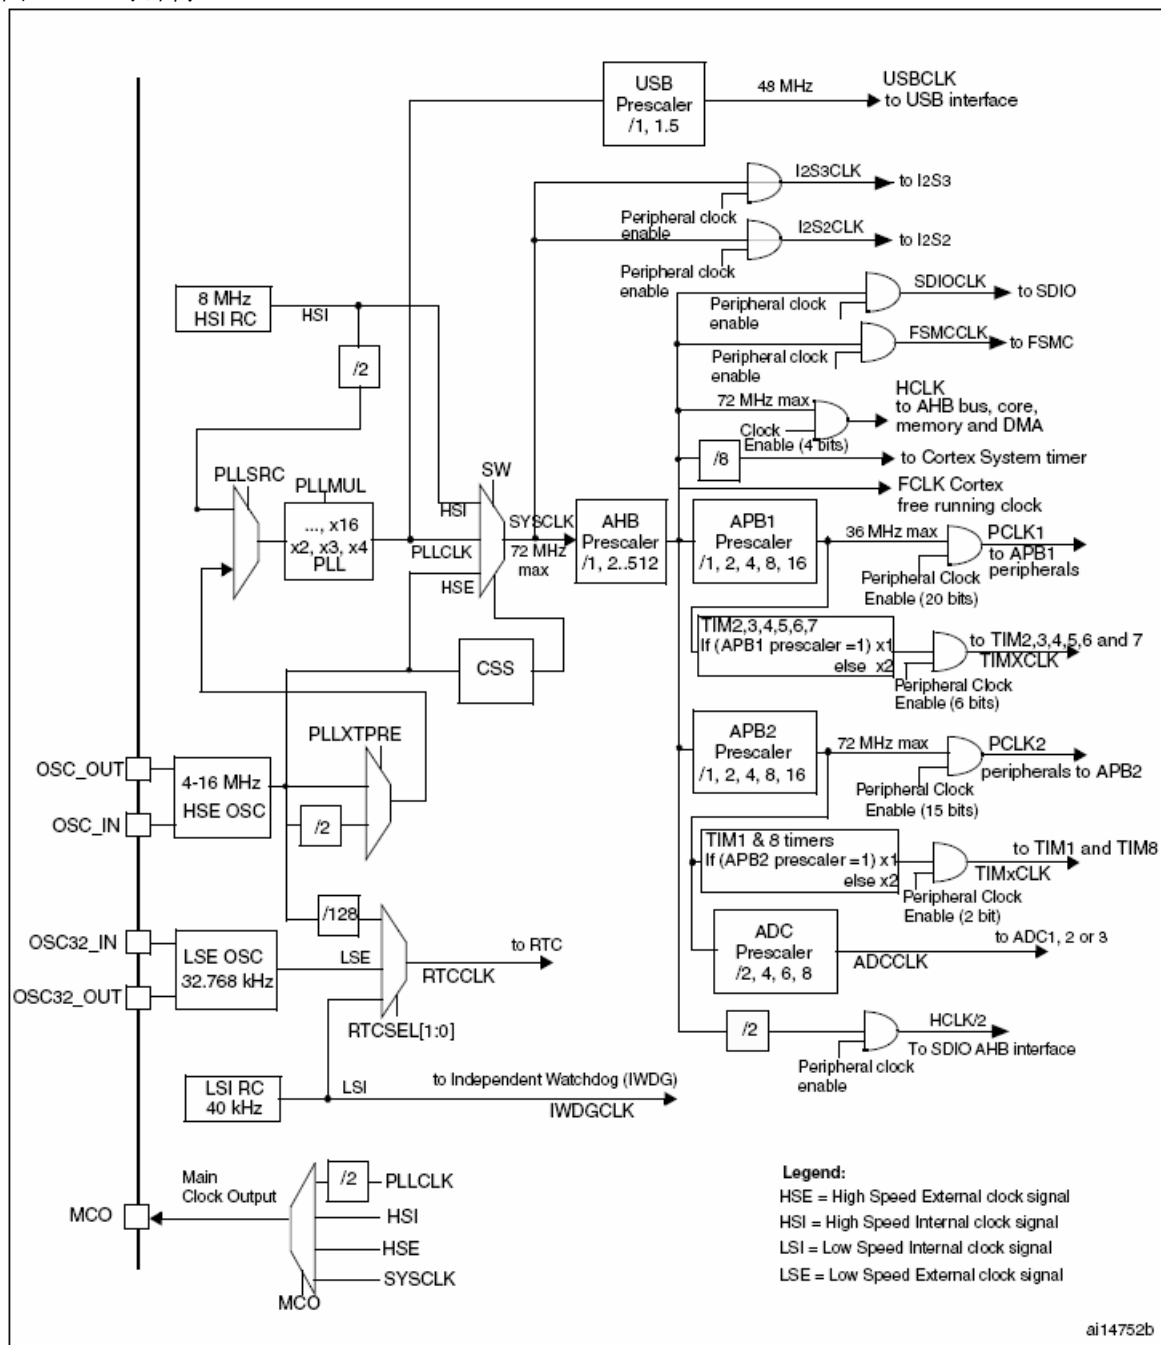 USB
Prescaler
/1, 1.5
48 MHz
USBCLK
to USB interface
I2S3CLK
to I2S3
Peripheral clock
enable
I2S2CLK
to I2S2
Peripheral clock
enable
8 MHz
HSI RC
HSI
/2
SDIOCLK
to SDIO
Peripheral clock
enable
FSMCCLK
to FSMC
Peripheral clock
enable
72 MHz max
HCLK
to AHB bus, core,
memory and DMA
Clock
Enable (4 bits)
/8
to Cortex System timer
FCLK Cortex
free running clock
PLLSRC
PLLMUL
..., x16
x2, x3, x4
PLL
PLLCLK
SW
HSI
HSE
SYSCLK
72 MHz
max
AHB
Prescaler
/1, 2..512
APB1
Prescaler
/1, 2, 4, 8, 16
36 MHz max
PCLK1
to APB1
peripherals
Peripheral Clock
Enable (20 bits)
TIM2,3,4,5,6,7
If (APB1 prescaler =1) x1
else x2
to TIM2,3,4,5,6 and 7
TIMXCLK
Peripheral Clock
Enable (6 bits)
CSS
PLLXTPRE
OSC_OUT
OSC_IN
4-16 MHz
HSE OSC
/2
APB2
Prescaler
/1, 2, 4, 8, 16
72 MHz max
PCLK2
peripherals to APB2
Peripheral Clock
Enable (15 bits)
TIM1 & 8 timers
If (APB2 prescaler =1) x1
else x2
to TIM1 and TIM8
TIMxCLK
Peripheral Clock
Enable (2 bit)
/128
OSC32_IN
OSC32_OUT
LSE OSC
32.768 kHz
LSE
to RTC
RTCCLK
RTCSEL[1:0]
ADC
Prescaler
/2, 4, 6, 8
to ADC1, 2 or 3
ADCCLK
/2
HCLK/2
To SDIO AHB interface
Peripheral clock
enable
LSI RC
40 kHz
LSI
to Independent Watchdog (IWDG)
IWDGCLK
Main
Clock Output
MCO
/2
PLLCLK
HSI
HSE
SYSCLK
MCO
Legend:
HSE = High Speed External clock signal
HSI = High Speed Internal clock signal
LSI = Low Speed Internal clock signal
LSE = Low Speed External clock signal
ai14752b